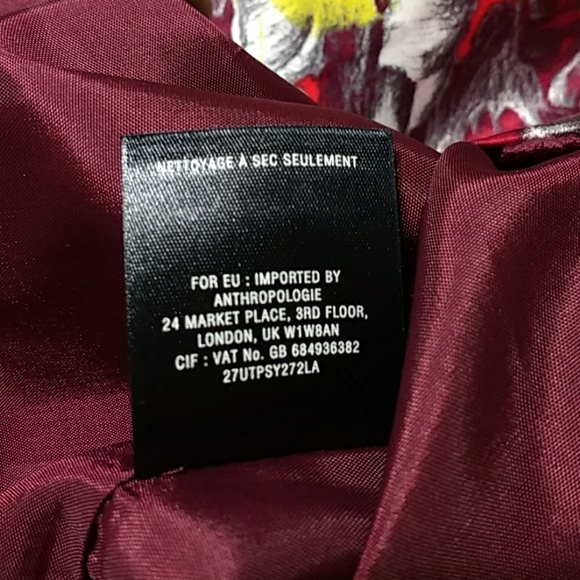 NETTOYAGE À SEC SEULEMENT
FOR EU : IMPORTED BY
ANTHROPOLOGIE
24 MARKET PLACE, 3RD FLOOR,
LONDON, UK W1W8AN
CIF : VAT No. GB 684936382
27UTPSY272LA